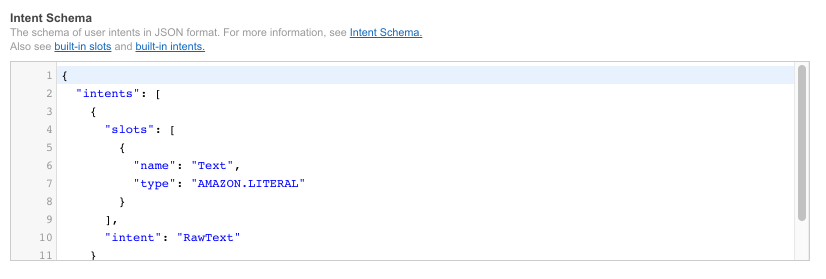 Intent Schema
The schema of user intents in JSON format. For more information, see Intent Schema.
Also see built-in slots and built-in intents.
1 {
2   "intents": [
3     {
4       "slots": [
5         {
6           "name": "Text",
7           "type": "AMAZON.LITERAL"
8         }
9       ],
10       "intent": "RawText"
11     }